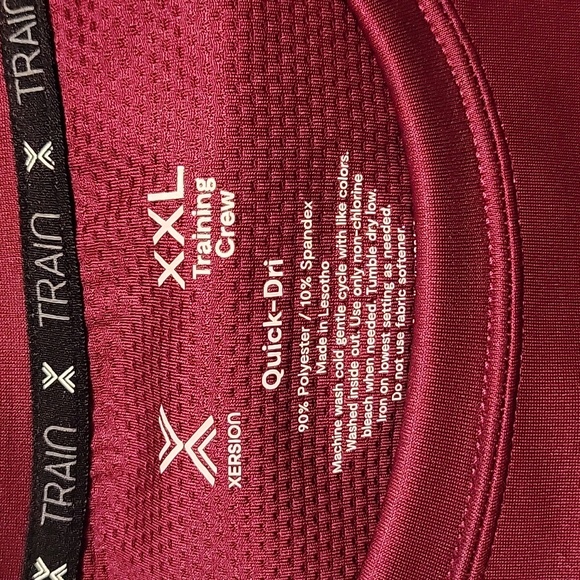 TRAIN
TRAIN
TRAIN
XERSION
XXL
Training
Crew
Quick-Dri
90% Polyester / 10% Spandex
Made in Lesotho
Machine wash cold gentle cycle with like colors.
Washed inside out. Use only non-chlorine
bleach when needed. Tumble dry low.
Iron on lowest setting as needed.
Do not use fabric softener.